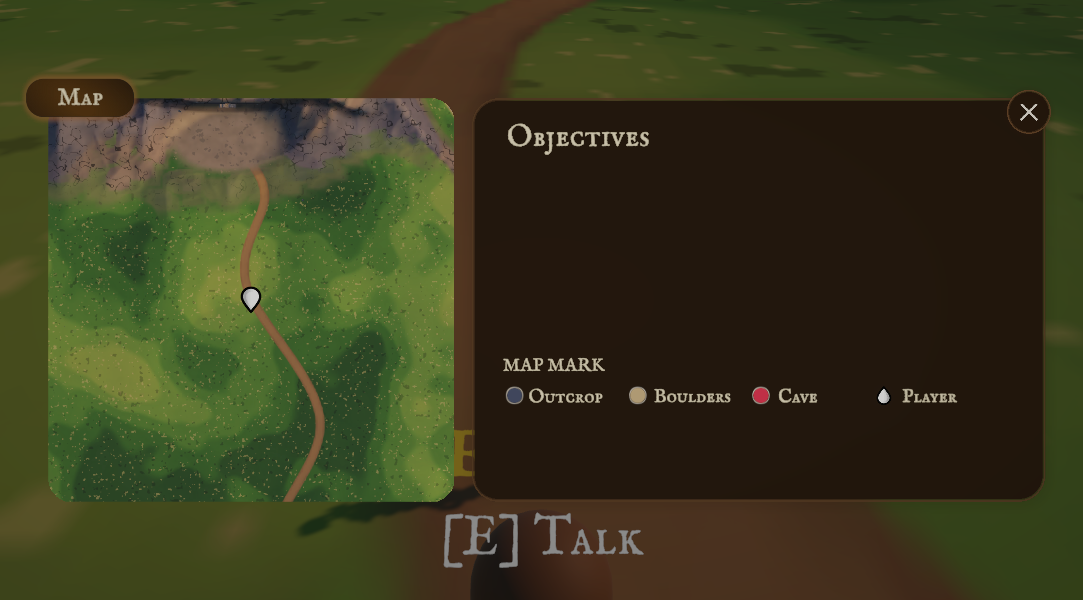 Map
Objectives
MAP MARK
Outcrop
Boulders
Cave
Player
E
[E] Talk